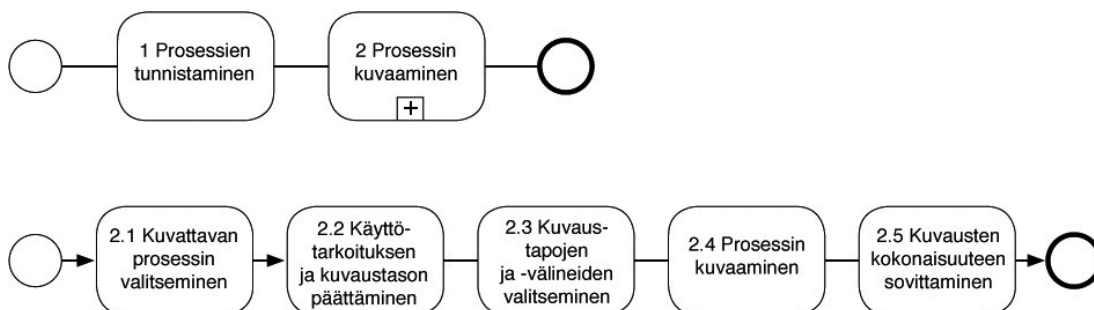 1 Prosessien
tunnistaminen
2 Prosessin
kuvaaminen
2.1 Kuvattavan
prosessin
valitseminen
2.2 Käyttö-
tarkoituksen
ja kuvaustason
päättäminen
2.3 Kuvaus-
tapojen
ja -välineiden
valitseminen
2.4 Prosessin
kuvaaminen
2.5 Kuvausten
kokonaisuuteen
sovittaminen